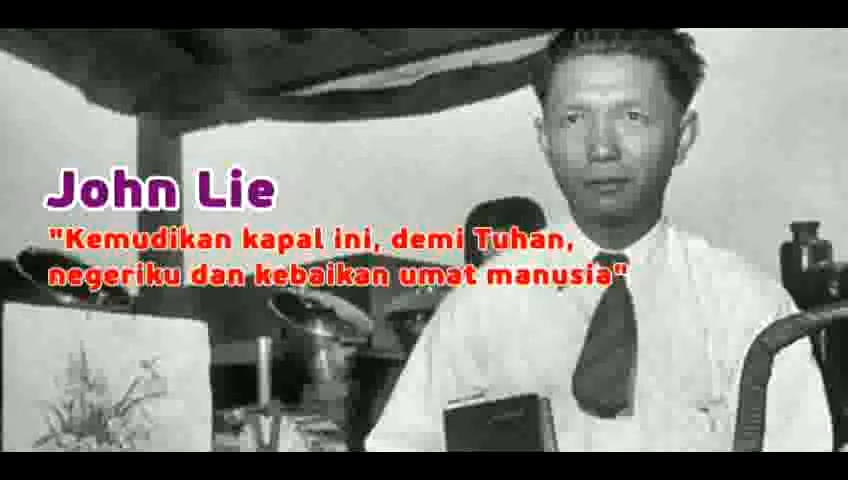 John Lie
"Kemudikan kapal ini, demi Tuhan,
negeriku dan kebaikan umat manusia"